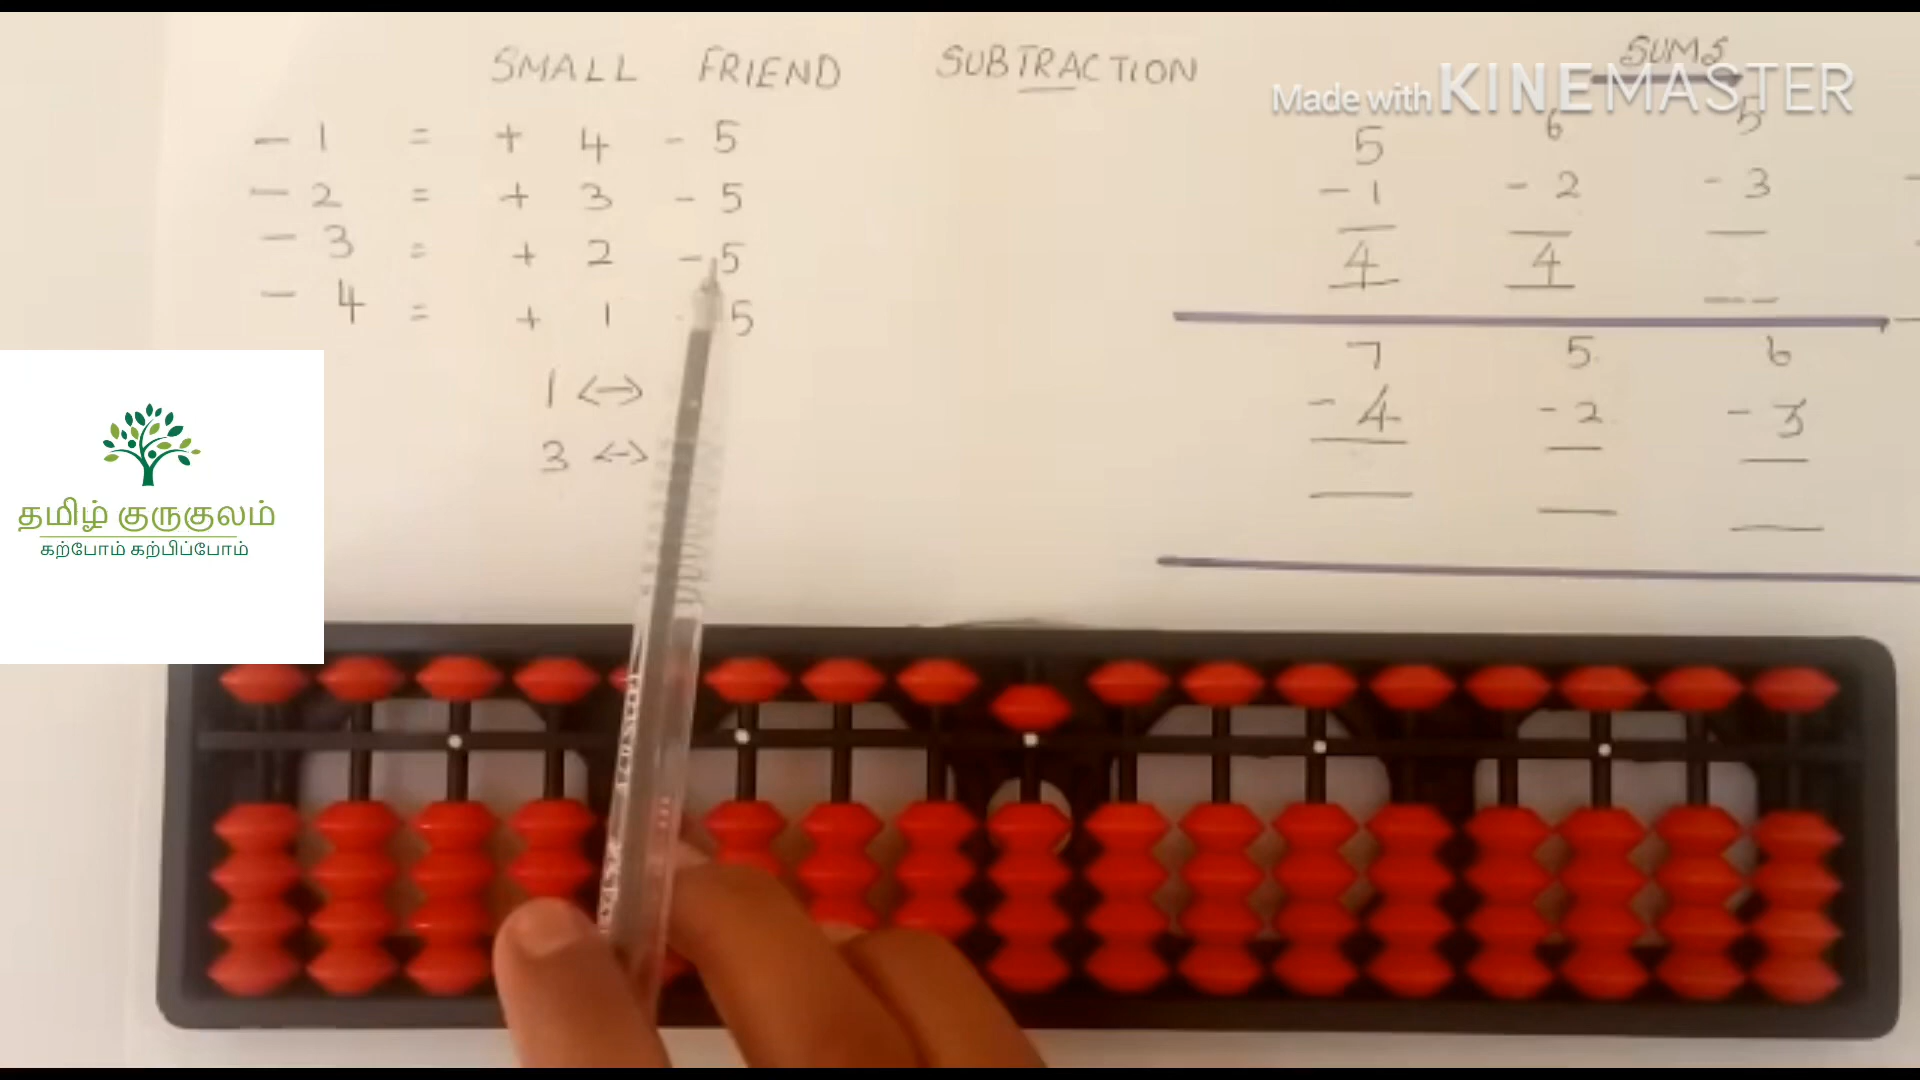 SMALL FRIEND SUBTRACTION
SUMS
Made with KINEMASTER
- 1 = + 4 - 5
- 2 = + 3 - 5
- 3 = + 2 - 5
- 4 = + 1 - 5
1 <->
3 <->
5 6 5
- 1 - 2 - 3
4 4
7 5 6
- 4 - 2 - 3
தமிழ் குருகுலம்
கற்போம் கற்பிப்போம்